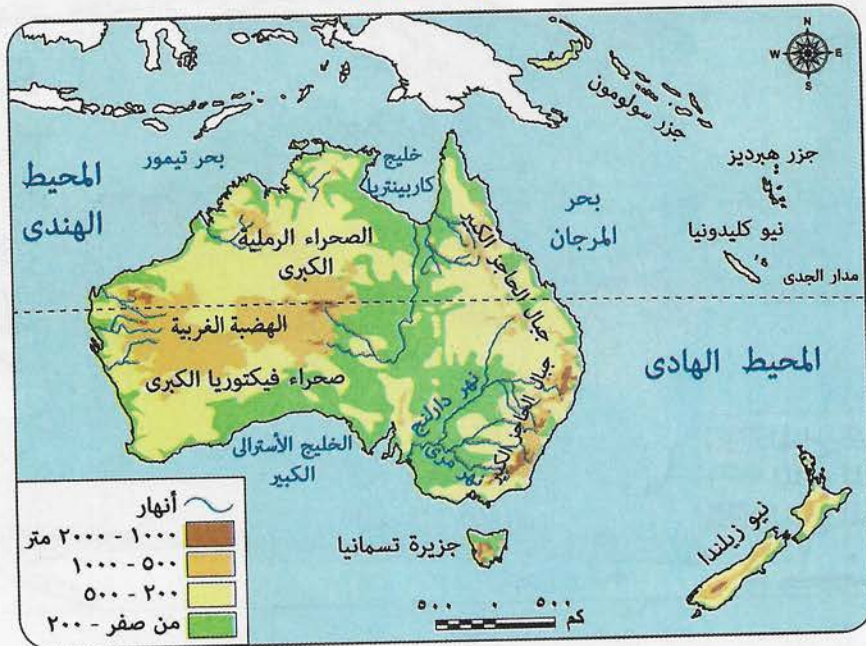 N
W E
S
جزر سولومون
خليج
كاربينتريا
بحر تيمور
جزر هبرديز
المحيط
الهندى
بحر
المرجان
نيو كليدونيا
الصحراء الرملية
الكبرى
جبال الحاجز الكبير
مدار الجدى
الهضبة الغربية
المحيط الهادى
صحراء فيكتوريا الكبرى
جبال الحاجز الكبير
نهر دارلنج
نهر مرى
الخليج الأسترالى
الكبير
نيو زيلندا
جزيرة تسمانيا
أنهار
١٠٠٠ - ٢٠٠٠ متر
٥٠٠ - ١٠٠٠
٢٠٠ - ٥٠٠
من صفر - ٢٠٠
٥٠٠ ٠ ٥٠٠
كم